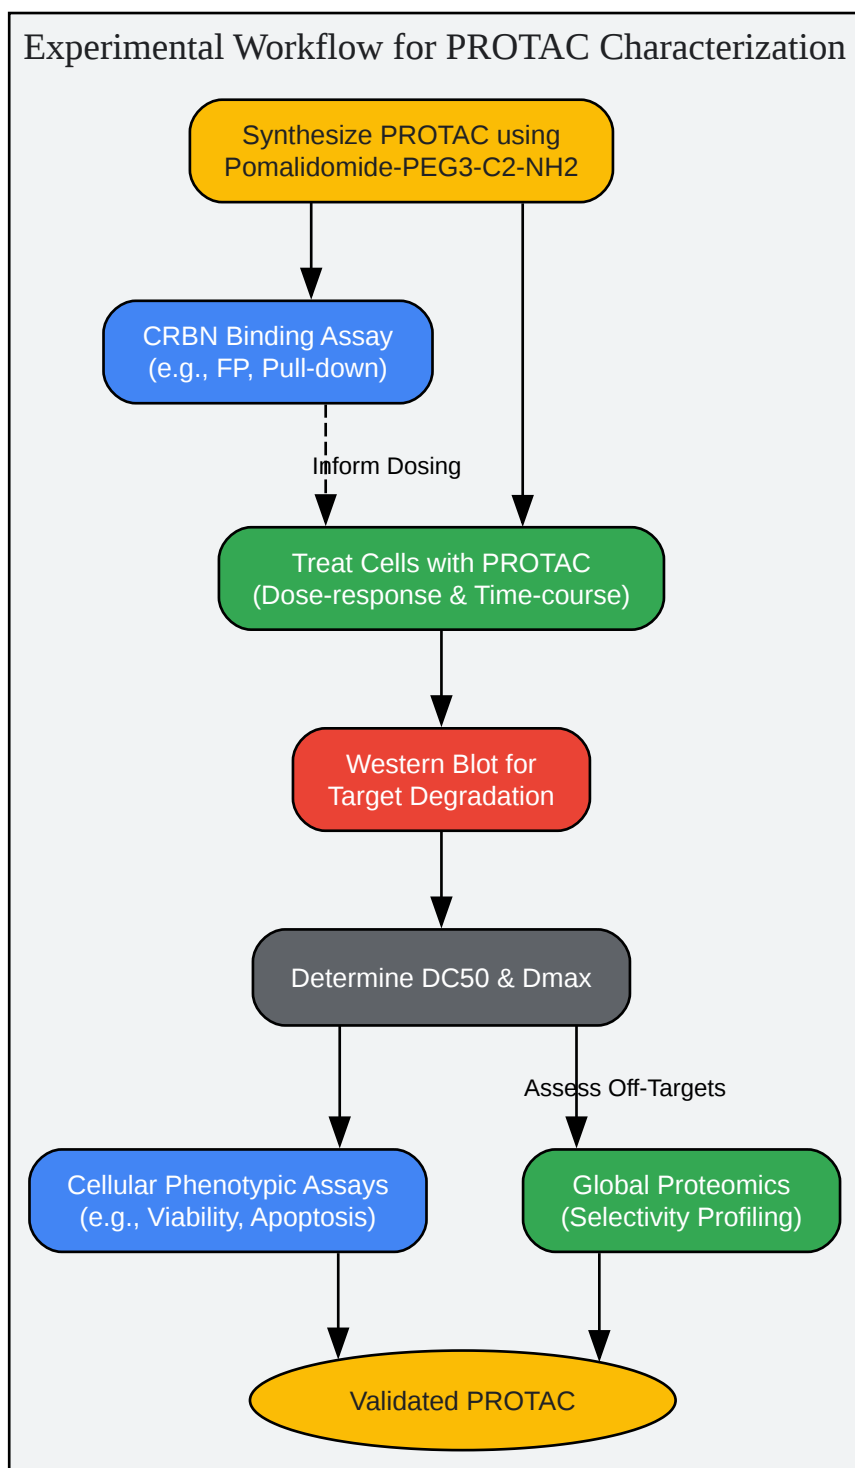 Experimental Workflow for PROTAC Characterization
Synthesize PROTAC using
Pomalidomide-PEG3-C2-NH2
CRBN Binding Assay
(e.g., FP, Pull-down)
Inform Dosing
Treat Cells with PROTAC
(Dose-response & Time-course)
Western Blot for
Target Degradation
Determine DC50 & Dmax
Assess Off-Targets
Cellular Phenotypic Assays
(e.g., Viability, Apoptosis)
Global Proteomics
(Selectivity Profiling)
Validated PROTAC